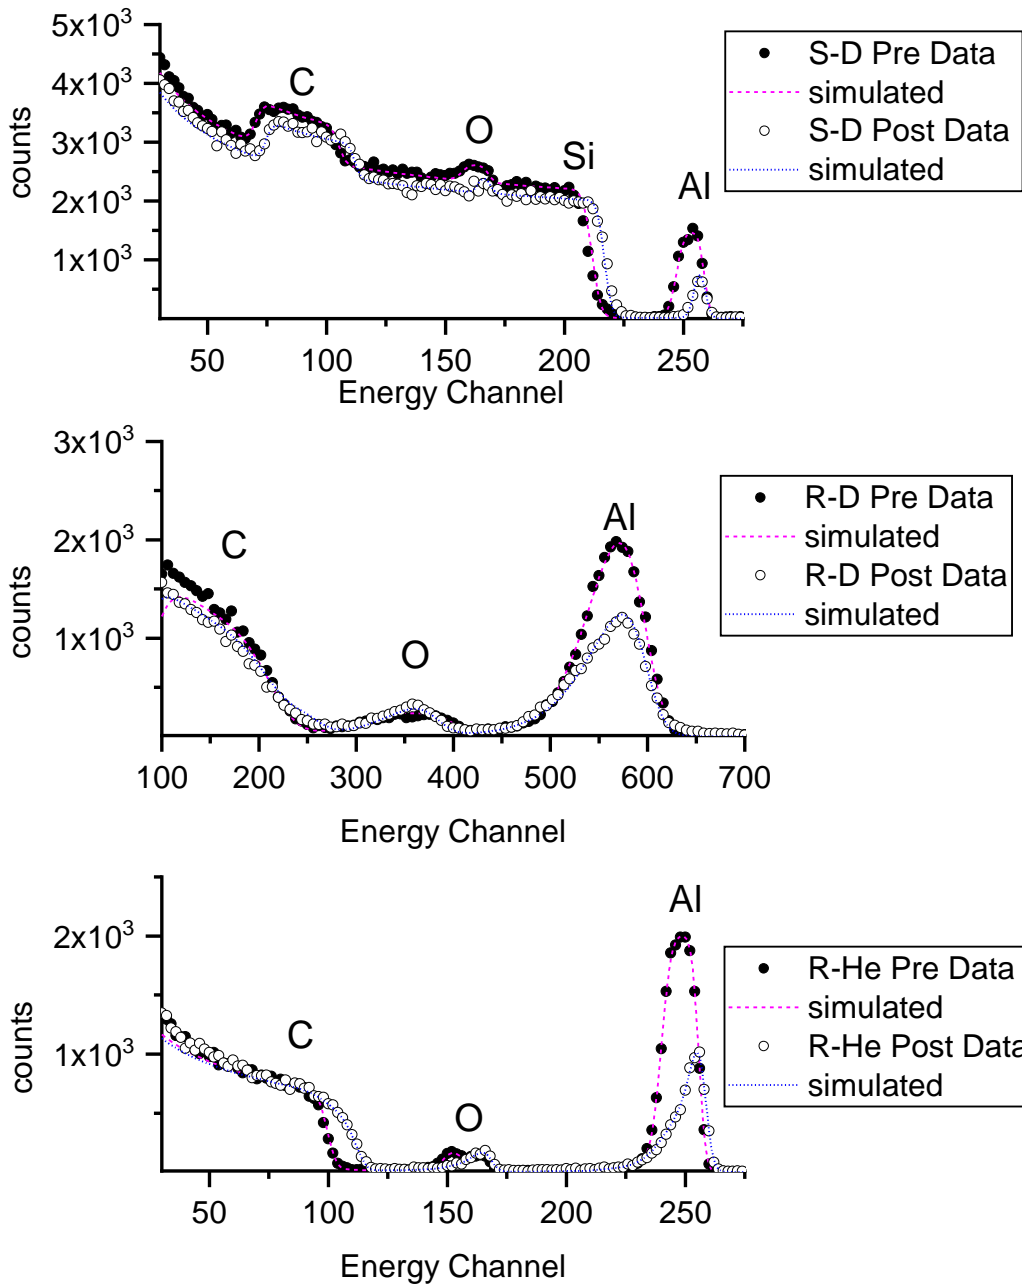 5x10³
4x10³
3x10³
2x10³
1x10³
counts
C
O
Si
Al
50
100
150
200
250
Energy Channel
S-D Pre Data
simulated
S-D Post Data
simulated
3x10³
2x10³
1x10³
counts
C
O
Al
100
200
300
400
500
600
700
Energy Channel
R-D Pre Data
simulated
R-D Post Data
simulated
2x10³
1x10³
counts
C
O
Al
50
100
150
200
250
Energy Channel
R-He Pre Data
simulated
R-He Post Data
simulated